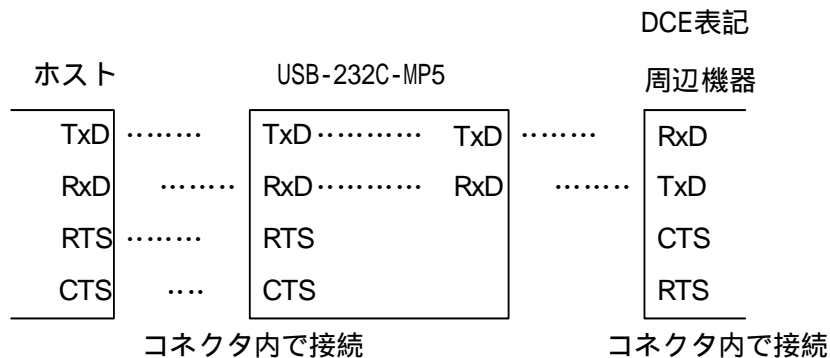 DCE表記
ホスト USB-232C-MP5 周辺機器
TxD ········ TxD ············ TxD ········ RxD
RxD ········ RxD ············ RxD ········ TxD
RTS ········ RTS CTS
CTS ···· CTS RTS
コネクタ内で接続 コネクタ内で接続